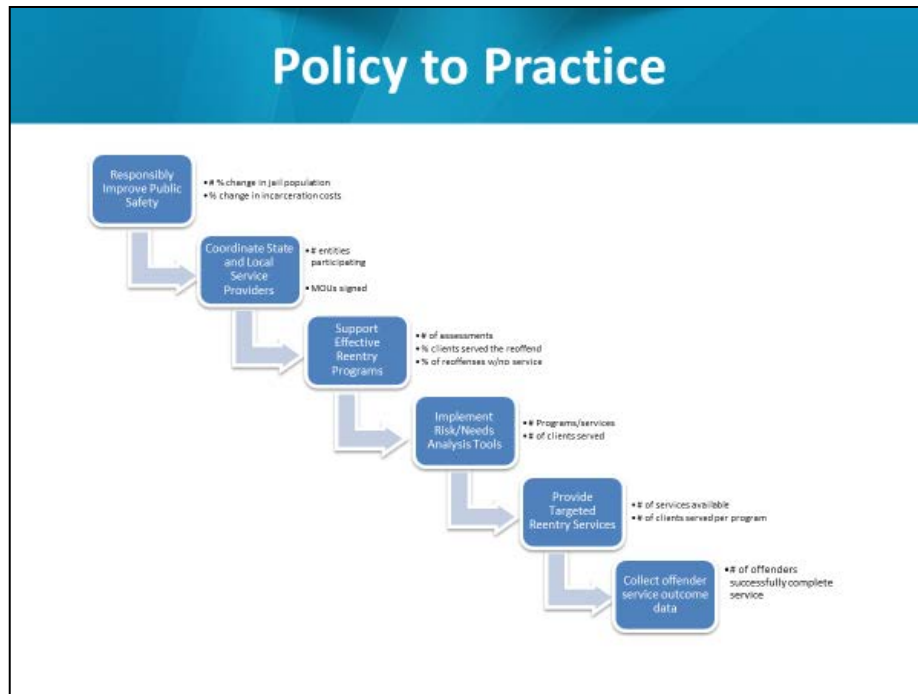 Policy to Practice
Responsibly
Improve Public
Safety
• # % change in jail population
• % change in incarceration costs
Coordinate State
and Local
Service
Providers
• # entities
participating
• MOUs signed
Support
Effective
Reentry
Programs
• # of assessments
• % clients served the reoffend
• % of reoffenses w/no service
Implement
Risk/Needs
Analysis Tools
• # Programs/services
• # of clients served
Provide
Targeted
Reentry Services
• # of services available
• # of clients served per program
Collect offender
service outcome
data
• # of offenders
successfully complete
service